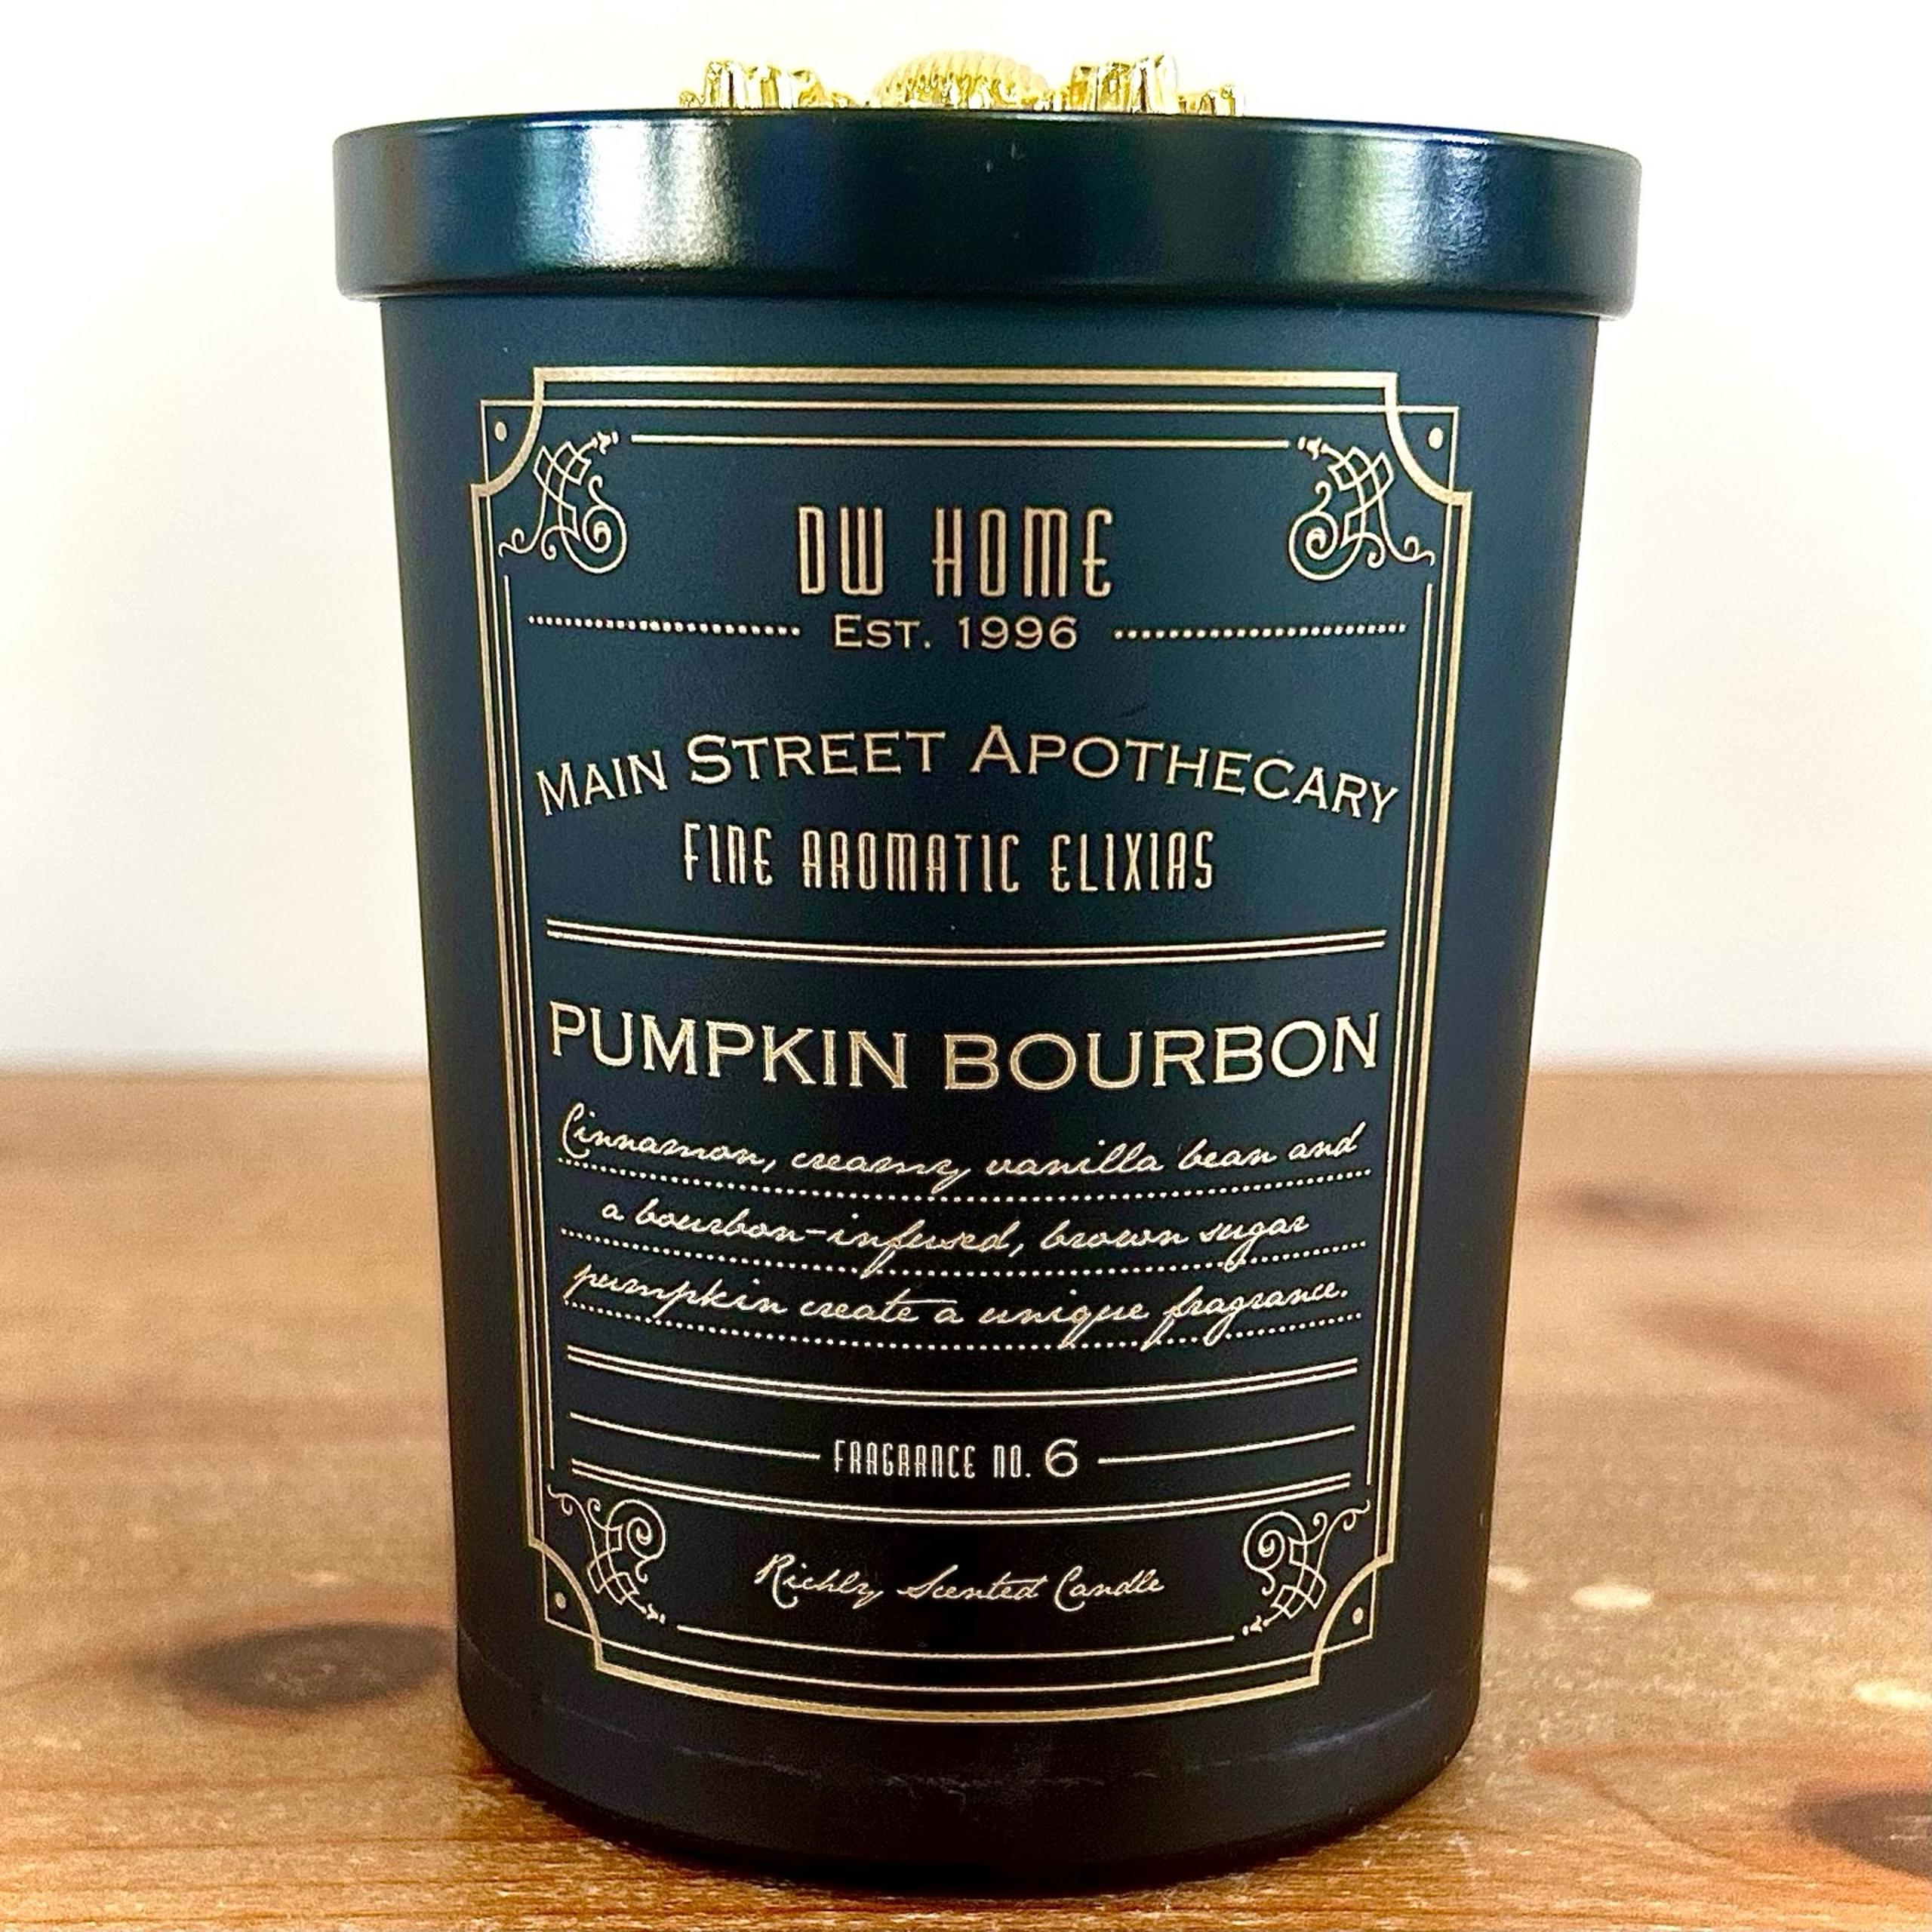 DW HOME
EST. 1996
MAIN STREET APOTHECARY
FINE AROMATIC ELIXIRS
PUMPKIN BOURBON
Cinnamon, creamy vanilla bean and
a bourbon-infused, brown sugar
pumpkin create a unique fragrance.
FRAGRANCE NO. 6
Richly Scented Candle